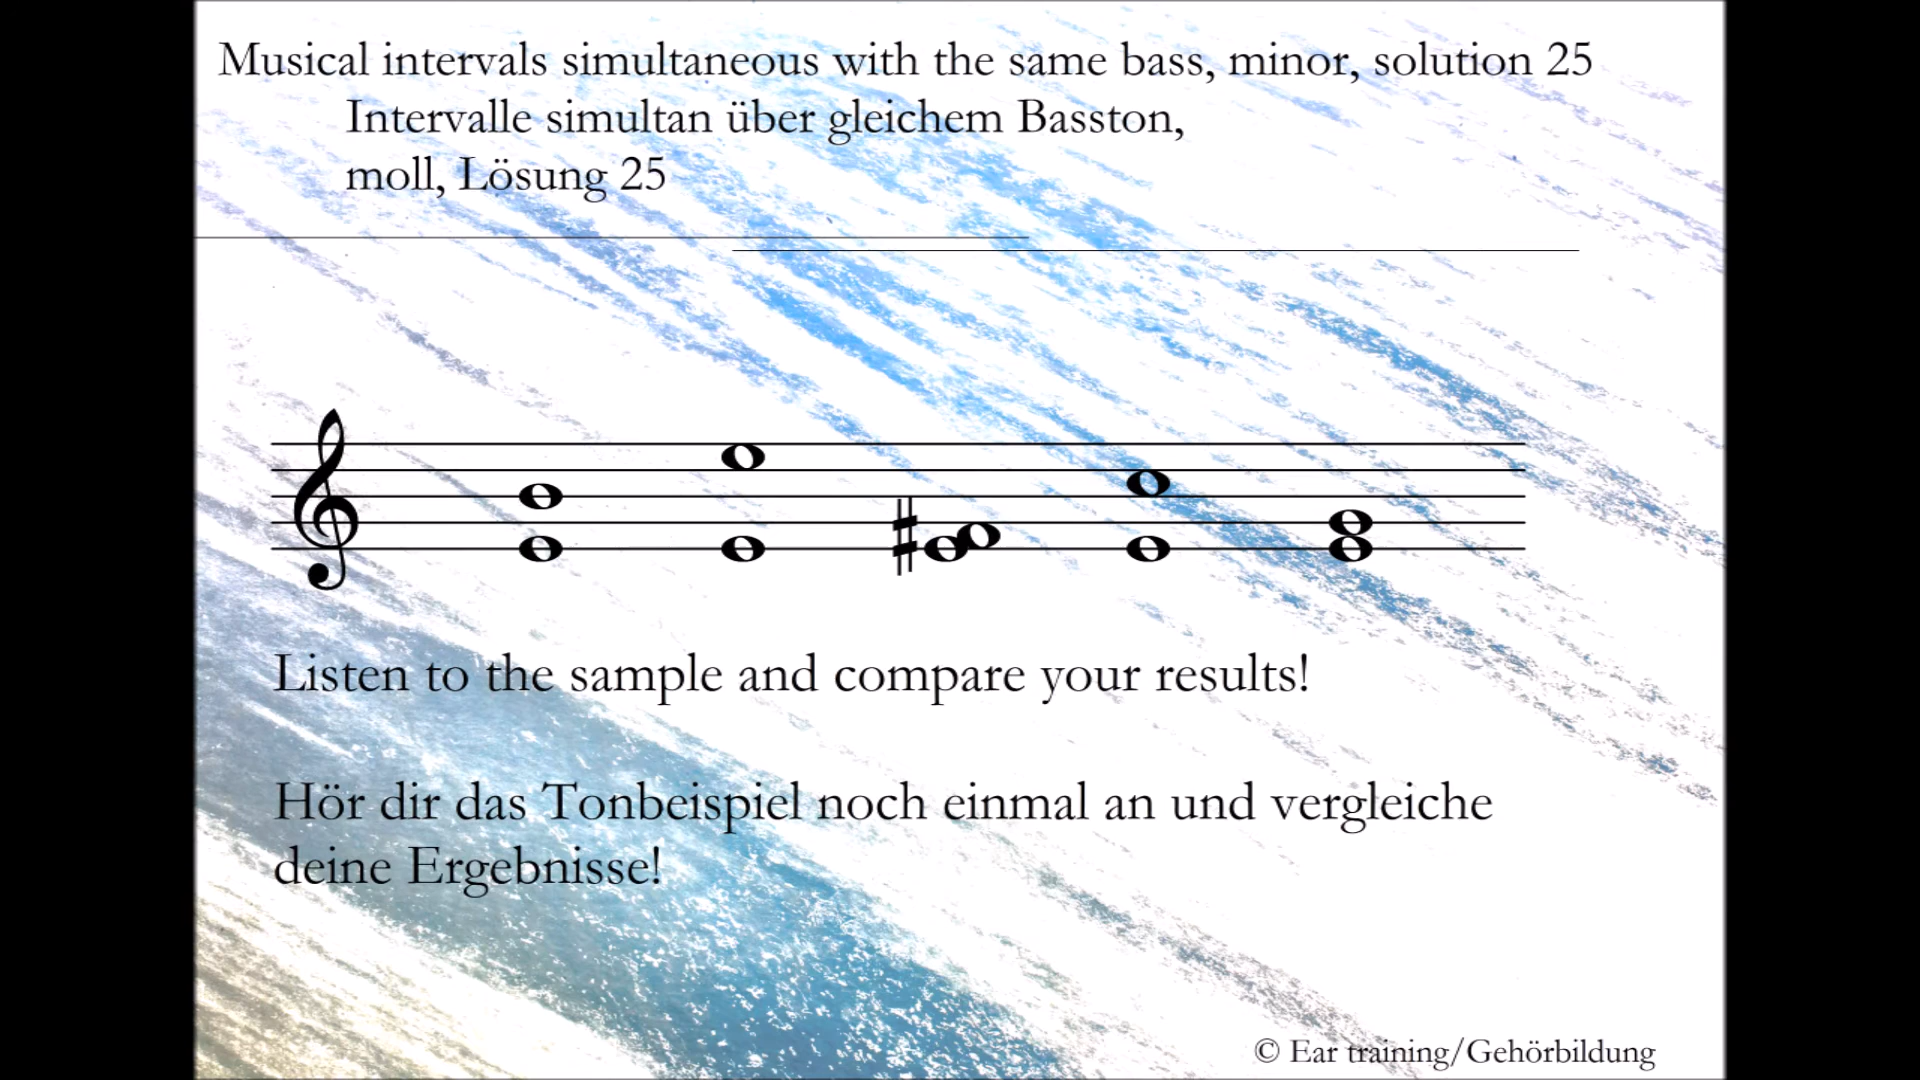 Musical intervals simultaneous with the same bass, minor, solution 25
Intervalle simultan über gleichem Basston,
moll, Lösung 25
Listen to the sample and compare your results!
Hör dir das Tonbeispiel noch einmal an und vergleiche
deine Ergebnisse!
© Ear training/Gehörbildung